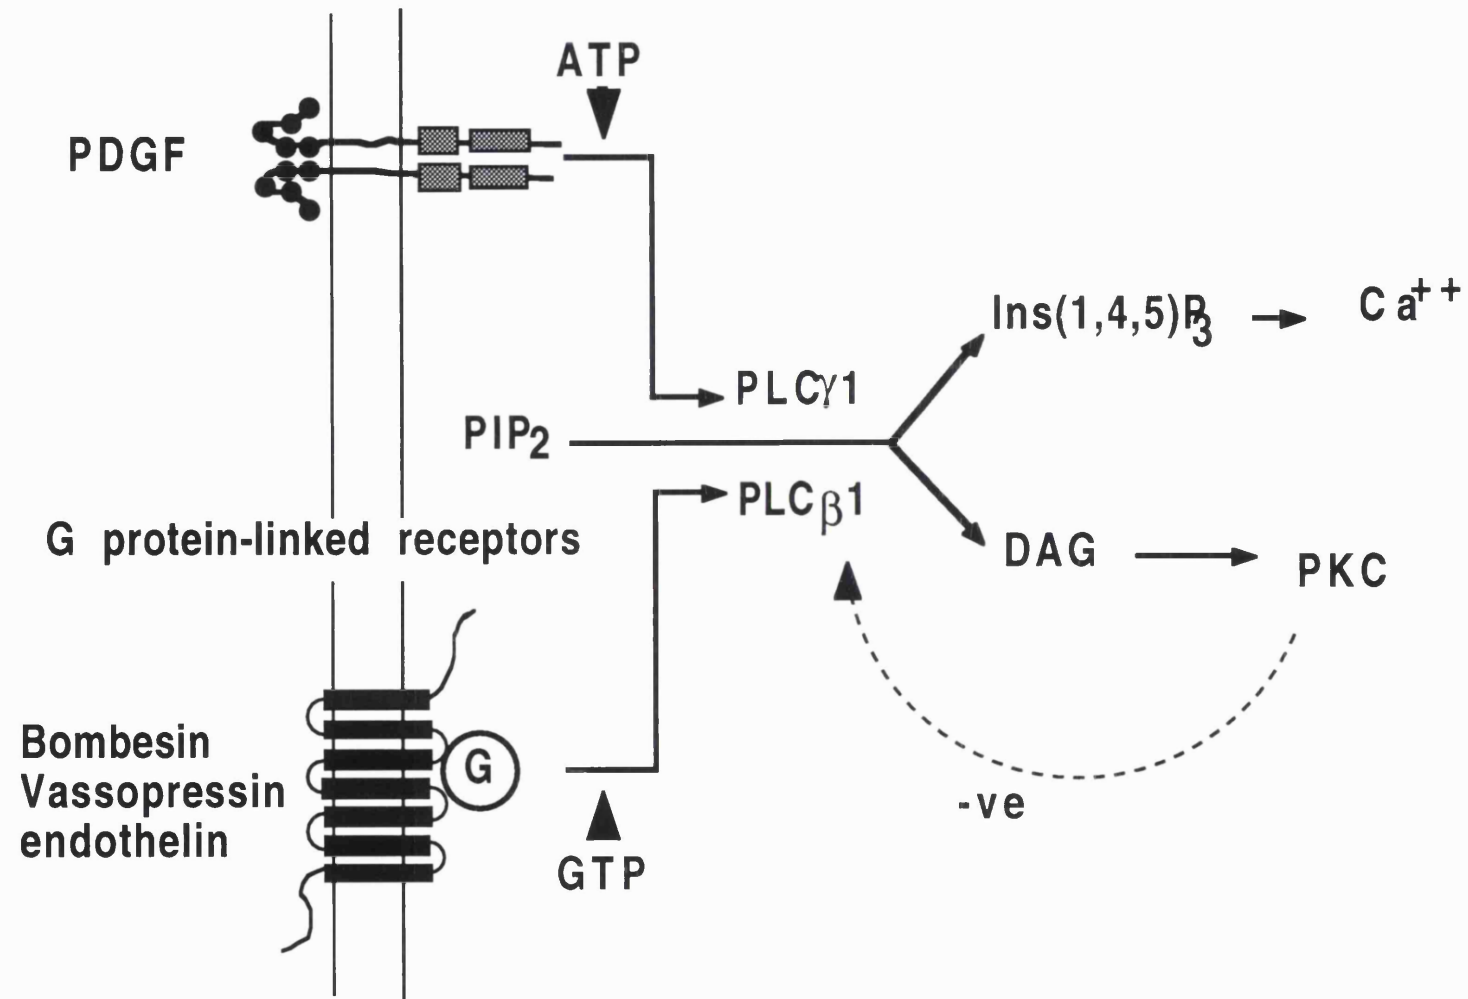 ATP
PDGF
Ins(1,4,5)P3
Ca++
PLCγ1
PIP2
PLCβ1
G protein-linked receptors
DAG
PKC
Bombesin
Vassopressin
endothelin
G
-ve
GTP